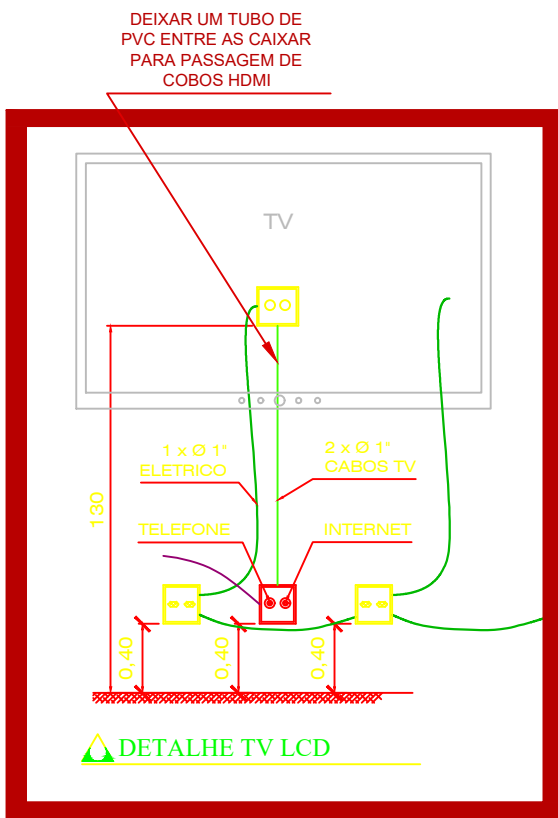 DEIXAR UM TUBO DE
PVC ENTRE AS CAIXAR
PARA PASSAGEM DE
COBOS HDMI
TV
1 x Ø 1"
ELETRICO
2 x Ø 1"
CABOS TV
130
TELEFONE
INTERNET
0,40
0,40
0,40
DETALHE TV LCD